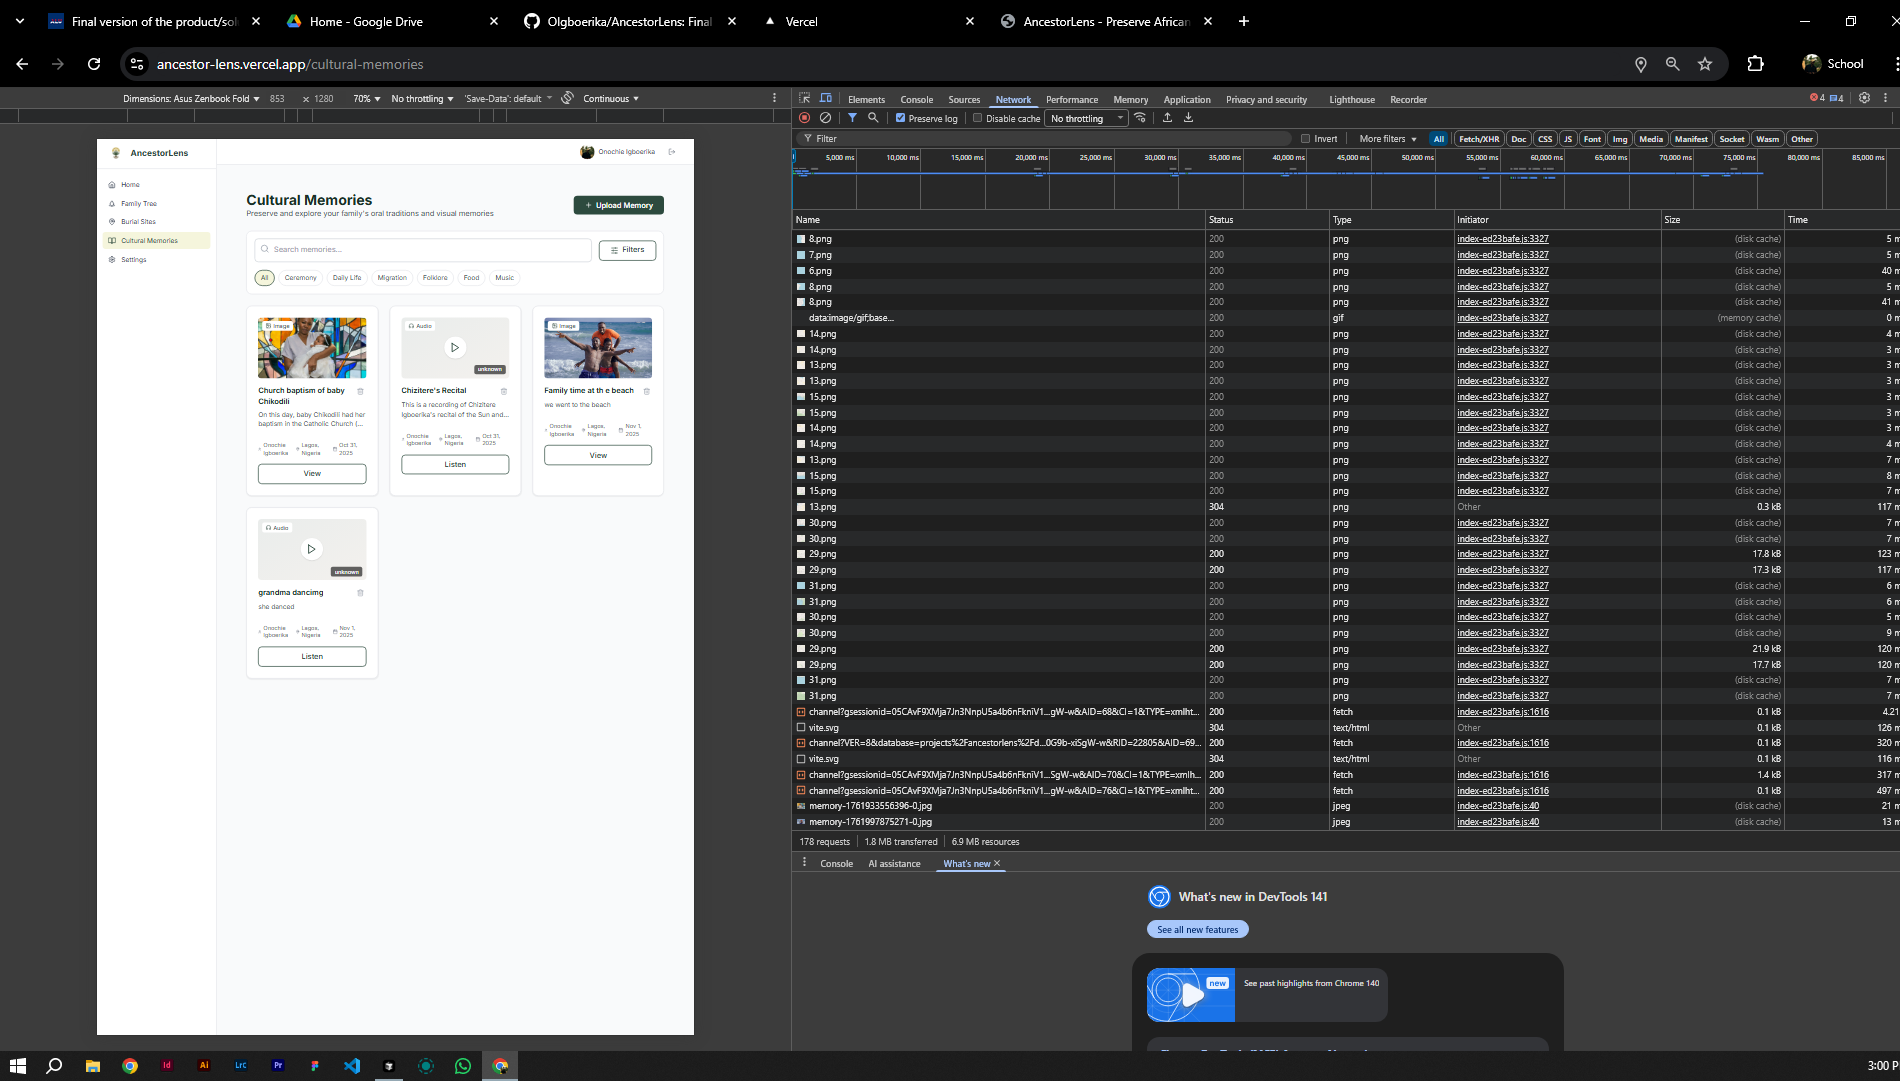 Final version of the product/sol
Home - Google Drive
OIgboerika/AncestorLens: Final
Vercel
AncestorLens - Preserve African
ancestor-lens.vercel.app/cultural-memories
School
Dimensions: Asus Zenbook Fold
853
x
1280
70%
No throttling
'Save-Data': default
Continuous
AncestorLens
Onochie Igboerika
Home
Family Tree
Burial Sites
Cultural Memories
Settings
Cultural Memories
Preserve and explore your family's oral traditions and visual memories
+ Upload Memory
Search memories...
Filters
All
Ceremony
Daily Life
Migration
Folklore
Food
Music
Image
Church baptism of baby
Chikodili
On this day, baby Chikodili had her
baptism in the Catholic Church (...
Onochie
Igboerika
Lagos,
Nigeria
Oct 31,
2025
View
Audio
unknown
Chizitere's Recital
This is a recording of Chizitere
Igboerika's recital of the Sun and...
Onochie
Igboerika
Lagos,
Nigeria
Oct 31,
2025
Listen
Image
Family time at th e beach
we went to the beach
Onochie
Igboerika
Lagos,
Nigeria
Nov 1,
2025
View
Audio
unknown
grandma dancimg
she danced
Onochie
Igboerika
Lagos,
Nigeria
Nov 1,
2025
Listen
Elements
Console
Sources
Network
Performance
Memory
Application
Privacy and security
Lighthouse
Recorder
4
4
Preserve log
Disable cache
No throttling
Filter
Invert
More filters
All
Fetch/XHR
Doc
CSS
JS
Font
Img
Media
Manifest
Socket
Wasm
Other
5,000 ms
10,000 ms
15,000 ms
20,000 ms
25,000 ms
30,000 ms
35,000 ms
40,000 ms
45,000 ms
50,000 ms
55,000 ms
60,000 ms
65,000 ms
70,000 ms
75,000 ms
80,000 ms
85,000 ms
Name Status Type Initiator Size Time
8.png 200 png index-ed23bafe.js:3327 (disk cache) 5 m
7.png 200 png index-ed23bafe.js:3327 (disk cache) 5 m
6.png 200 png index-ed23bafe.js:3327 (disk cache) 40 m
8.png 200 png index-ed23bafe.js:3327 (disk cache) 5 m
8.png 200 png index-ed23bafe.js:3327 (disk cache) 41 m
data:image/gif;base... 200 gif index-ed23bafe.js:3327 (memory cache) 0 m
14.png 200 png index-ed23bafe.js:3327 (disk cache) 4 m
14.png 200 png index-ed23bafe.js:3327 (disk cache) 3 m
13.png 200 png index-ed23bafe.js:3327 (disk cache) 3 m
13.png 200 png index-ed23bafe.js:3327 (disk cache) 3 m
15.png 200 png index-ed23bafe.js:3327 (disk cache) 3 m
15.png 200 png index-ed23bafe.js:3327 (disk cache) 3 m
14.png 200 png index-ed23bafe.js:3327 (disk cache) 3 m
14.png 200 png index-ed23bafe.js:3327 (disk cache) 4 m
13.png 200 png index-ed23bafe.js:3327 (disk cache) 7 m
15.png 200 png index-ed23bafe.js:3327 (disk cache) 8 m
15.png 200 png index-ed23bafe.js:3327 (disk cache) 7 m
13.png 304 png Other 0.3 kB 117 m
30.png 200 png index-ed23bafe.js:3327 (disk cache) 7 m
30.png 200 png index-ed23bafe.js:3327 (disk cache) 7 m
29.png 200 png index-ed23bafe.js:3327 17.8 kB 123 m
29.png 200 png index-ed23bafe.js:3327 17.3 kB 117 m
31.png 200 png index-ed23bafe.js:3327 (disk cache) 6 m
31.png 200 png index-ed23bafe.js:3327 (disk cache) 6 m
30.png 200 png index-ed23bafe.js:3327 (disk cache) 5 m
30.png 200 png index-ed23bafe.js:3327 (disk cache) 9 m
29.png 200 png index-ed23bafe.js:3327 21.9 kB 120 m
29.png 200 png index-ed23bafe.js:3327 17.7 kB 120 m
31.png 200 png index-ed23bafe.js:3327 (disk cache) 7 m
31.png 200 png index-ed23bafe.js:3327 (disk cache) 7 m
channel?gsessionid=05CAvF9XMja7Jn3NnpU5a4b6nFkniV1...gW-w&AID=68&CI=1&TYPE=xmlht... 200 fetch index-ed23bafe.js:1616 0.1 kB 4.21
vite.svg 304 text/html Other 0.1 kB 126 m
channel?VER=8&database=projects%2Fancestorlens%2Fd...0G9b-xiSgW-w&RID=22805&AID=69... 200 fetch index-ed23bafe.js:1616 0.1 kB 320 m
vite.svg 304 text/html Other 0.1 kB 116 m
channel?gsessionid=05CAvF9XMja7Jn3NnpU5a4b6nFkniV1...SgW-w&AID=70&CI=1&TYPE=xmlh... 200 fetch index-ed23bafe.js:1616 1.4 kB 317 m
channel?gsessionid=05CAvF9XMja7Jn3NnpU5a4b6nFkniV1...gW-w&AID=76&CI=1&TYPE=xmlht... 200 fetch index-ed23bafe.js:1616 0.1 kB 497 m
memory-1761933556396-0.jpg 200 jpeg index-ed23bafe.js:40 (disk cache) 21 m
memory-1761997875271-0.jpg 200 jpeg index-ed23bafe.js:40 (disk cache) 13 m
178 requests
1.8 MB transferred
6.9 MB resources
Console
AI assistance
What's new
What's new in DevTools 141
See all new features
new
See past highlights from Chrome 140
Id
Ai
LrC
Pr
3:00 P